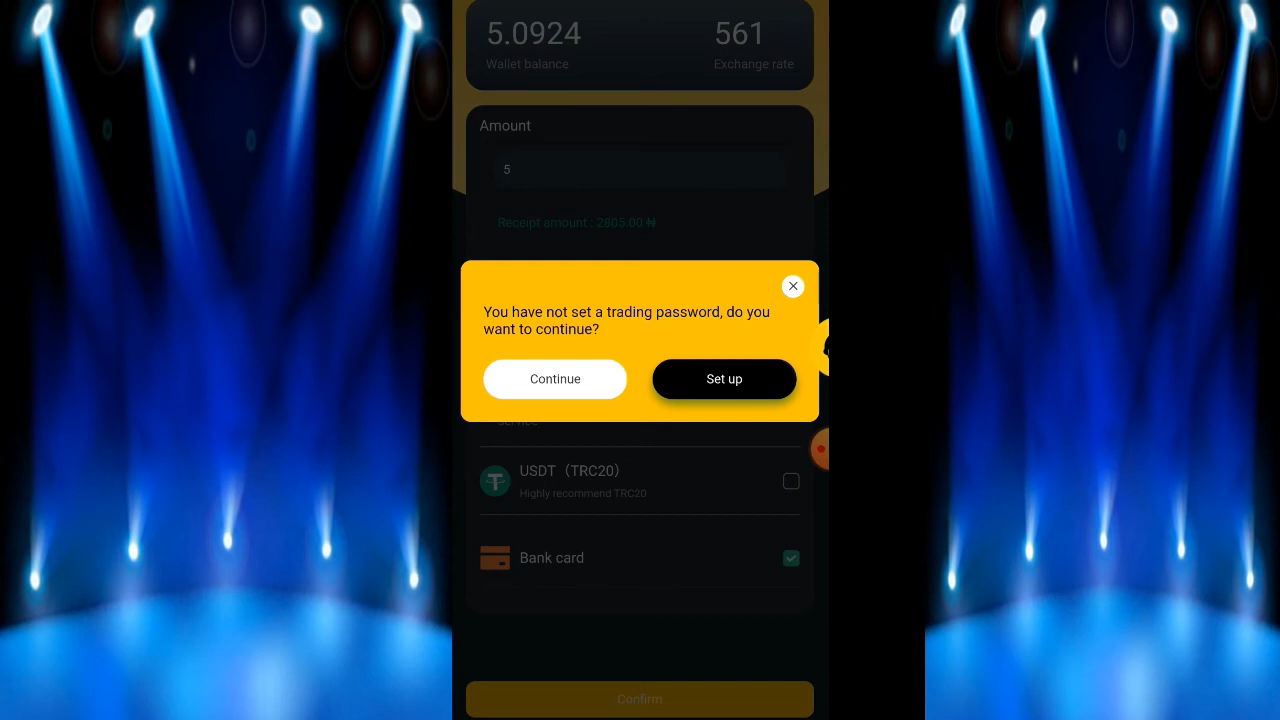 5.0924 561
Wallet balance Exchange rate
Amount
5
Receipt amount : 2805.00 ₦
You have not set a trading password, do you
want to continue?
Continue Set up
Service
USDT（TRC20）
Highly recommend TRC20
Bank card
Confirm